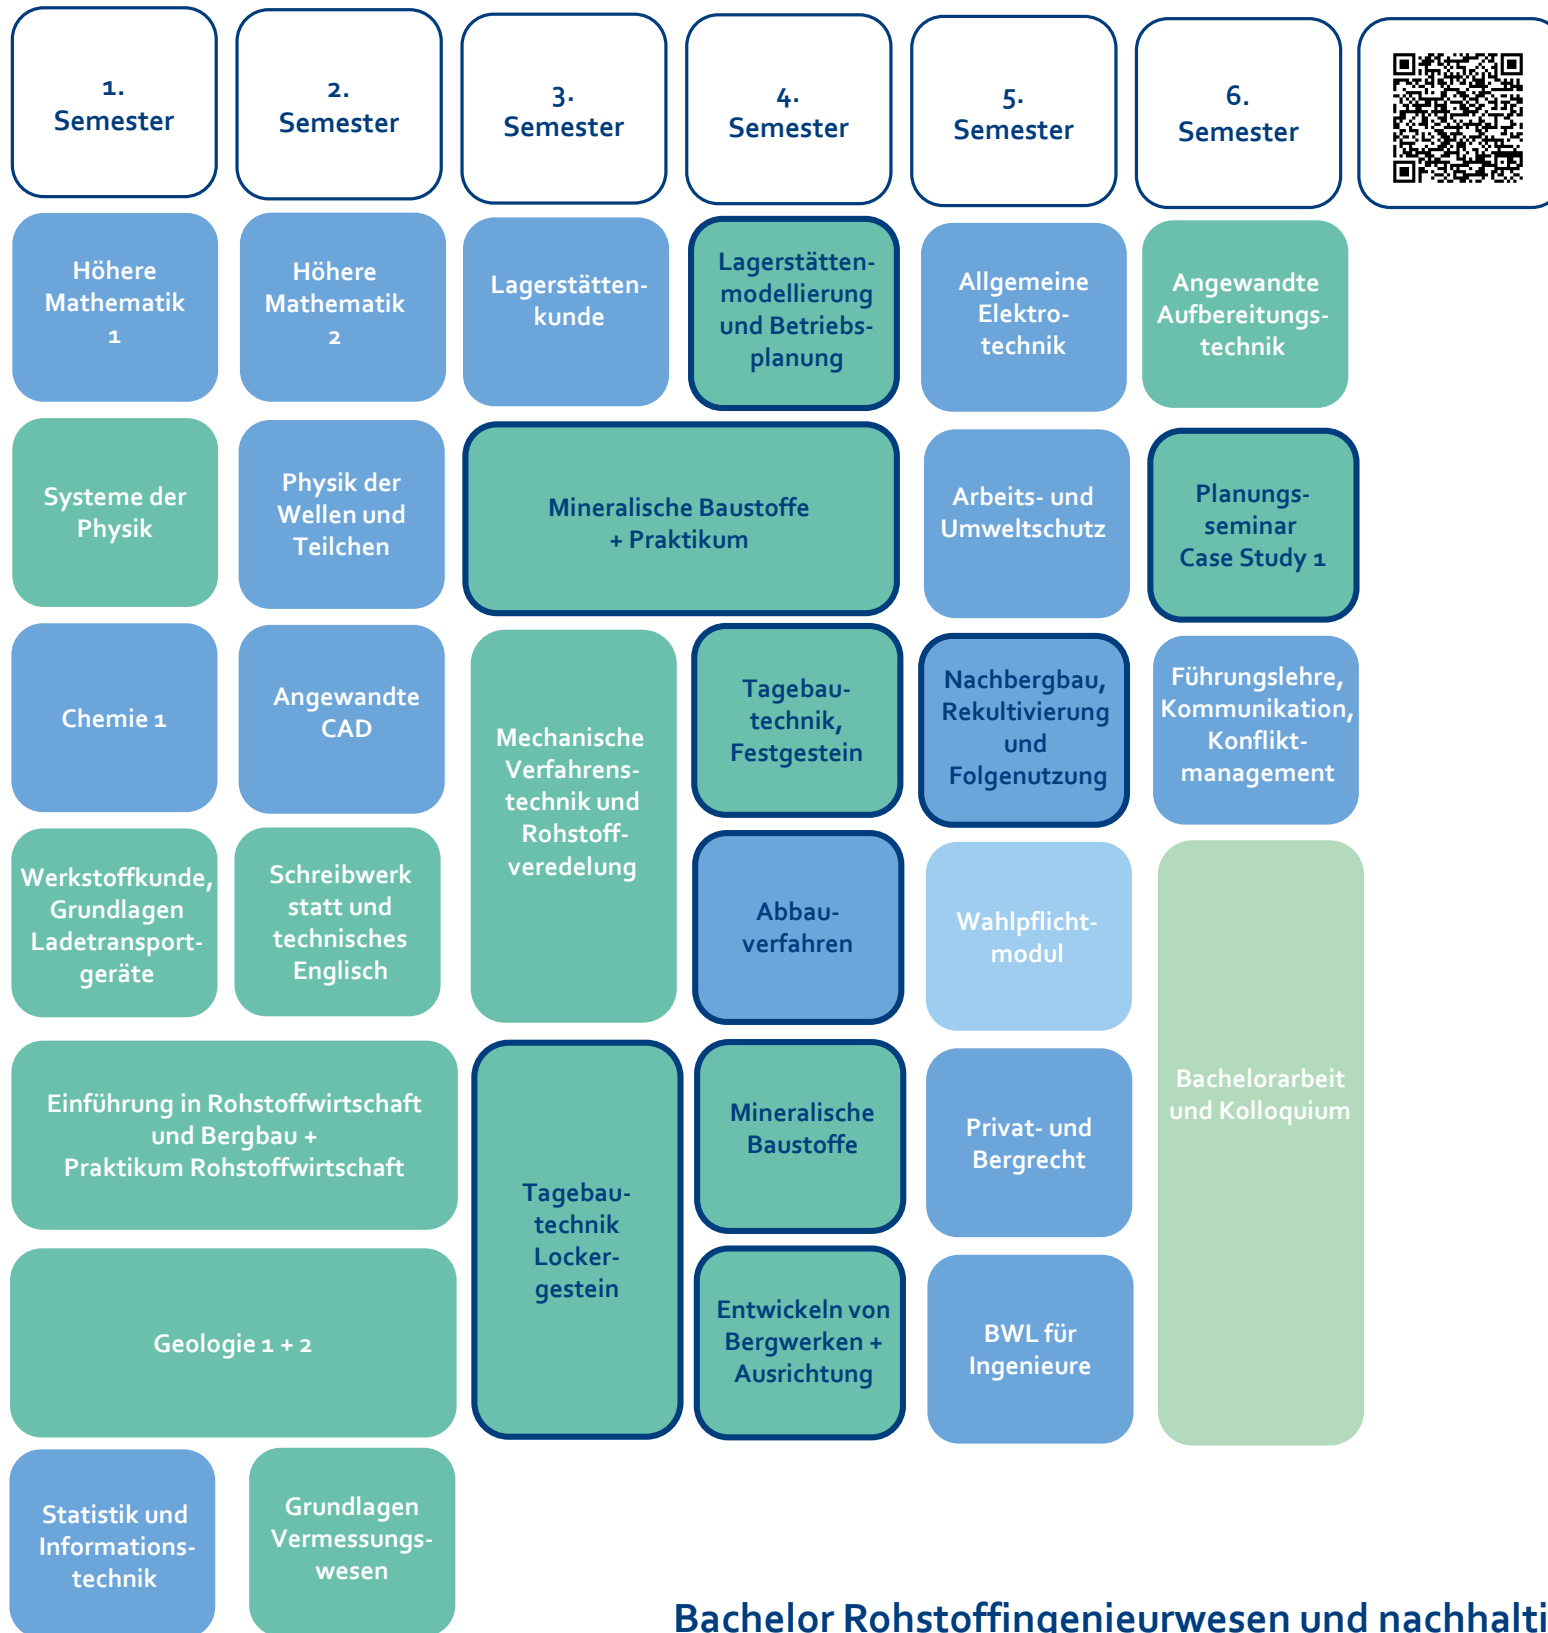 1.
Semester
2.
Semester
3.
Semester
4.
Semester
5.
Semester
6.
Semester
Höhere
Mathematik
1
Höhere
Mathematik
2
Lagerstätten-
kunde
Lagerstätten-
modellierung
und Betriebs-
planung
Allgemeine
Elektro-
technik
Angewandte
Aufbereitungs-
technik
Systeme der
Physik
Physik der
Wellen und
Teilchen
Mineralische Baustoffe
+ Praktikum
Arbeits- und
Umweltschutz
Planungs-
seminar
Case Study 1
Chemie 1
Angewandte
CAD
Mechanische
Verfahrens-
technik und
Rohstoff-
veredelung
Tagebau-
technik,
Festgestein
Nachbergbau,
Rekultivierung
und
Folgenutzung
Führungslehre,
Kommunikation,
Konflikt-
management
Werkstoffkunde,
Grundlagen
Ladetransport-
geräte
Schreibwerk
statt und
technisches
Englisch
Abbau-
verfahren
Wahlpflicht-
modul
Bachelorarbeit
und Kolloquium
Einführung in Rohstoffwirtschaft
und Bergbau +
Praktikum Rohstoffwirtschaft
Tagebau-
technik
Locker-
gestein
Mineralische
Baustoffe
Privat- und
Bergrecht
Geologie 1 + 2
Entwickeln von
Bergwerken +
Ausrichtung
BWL für
Ingenieure
Statistik und
Informations-
technik
Grundlagen
Vermessungs-
wesen
Bachelor Rohstoffingenieurwesen und nachhalti